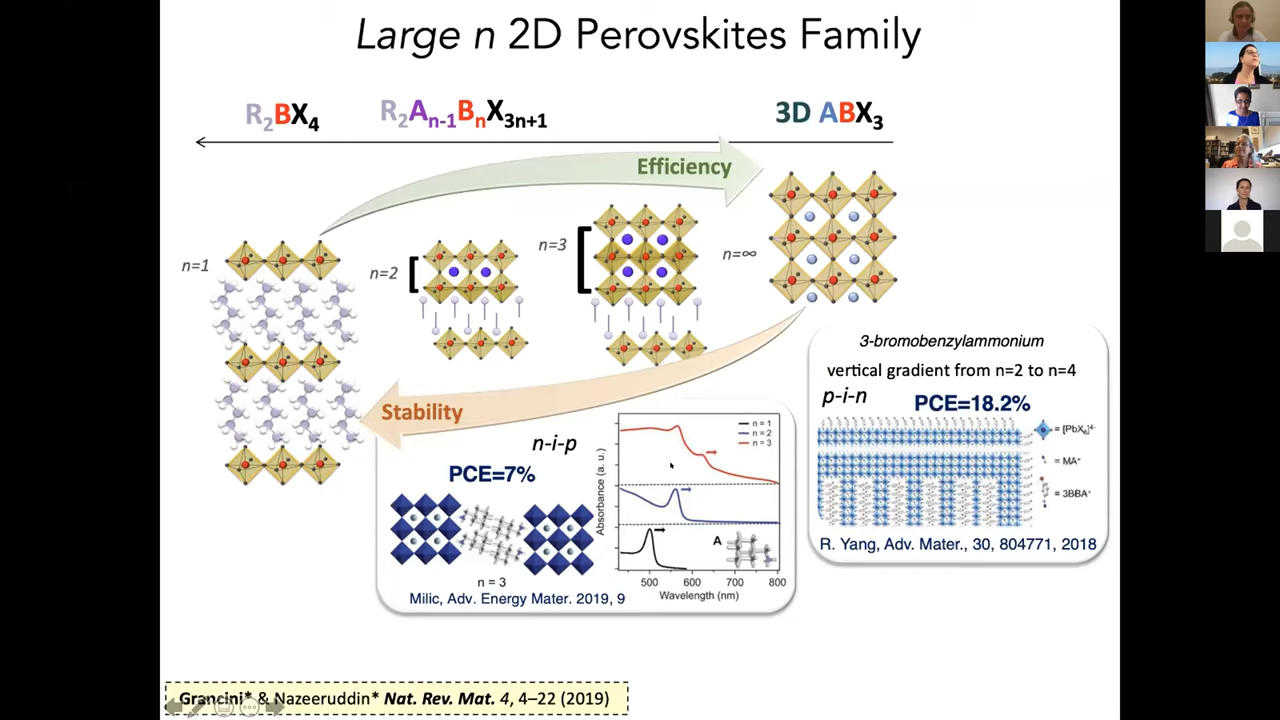 Large n 2D Perovskites Family
R2BX4
R2An-1BnX3n+1
3D ABX3
Efficiency
n=1
n=2
n=3
n=∞
Stability
n-i-p
PCE=7%
n = 3
Milic, Adv. Energy Mater. 2019, 9
Absorbance (a. u.)
n = 1
n = 2
n = 3
A
500 600 700 800
Wavelength (nm)
3-bromobenzylammonium
vertical gradient from n=2 to n=4
p-i-n
PCE=18.2%
= [PbX6]4-
= MA+
= 3BBA+
R. Yang, Adv. Mater., 30, 804771, 2018
Grancini* & Nazeeruddin* Nat. Rev. Mat. 4, 4–22 (2019)